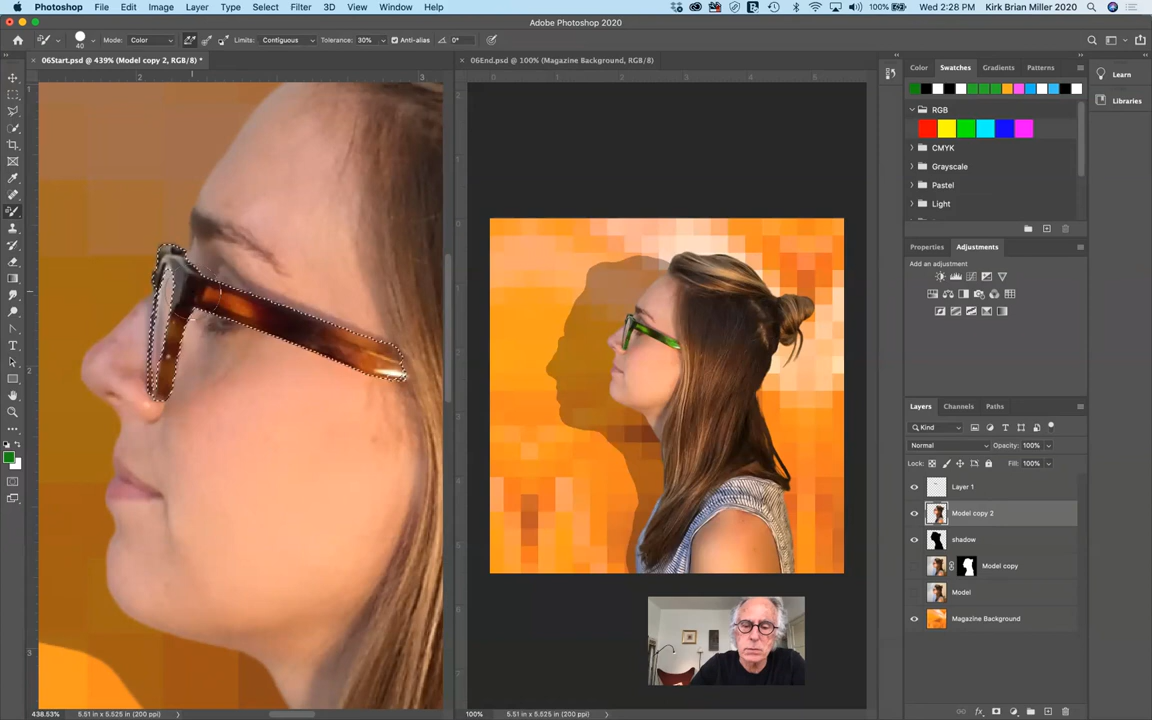 Photoshop File Edit Image Layer Type Select Filter 3D View Window Help 100% Wed 2:28 PM Kirk Brian Miller 2020
Adobe Photoshop 2020
40 Mode: Color Limits: Contiguous Tolerance: 30% Anti-alias 0°
06Start.psd @ 439% (Model copy 2, RGB/8) *
06End.psd @ 100% (Magazine Background, RGB/8)
Color Swatches Gradients Patterns
Learn
Libraries
RGB
CMYK
Grayscale
Pastel
Light
Properties Adjustments
Add an adjustment
Layers Channels Paths
Kind
Normal Opacity: 100%
Lock: Fill: 100%
Layer 1
Model copy 2
shadow
Model copy
Model
Magazine Background
438.53% 5.51 in x 5.525 in (200 ppi)
100% 5.51 in x 5.525 in (200 ppi)